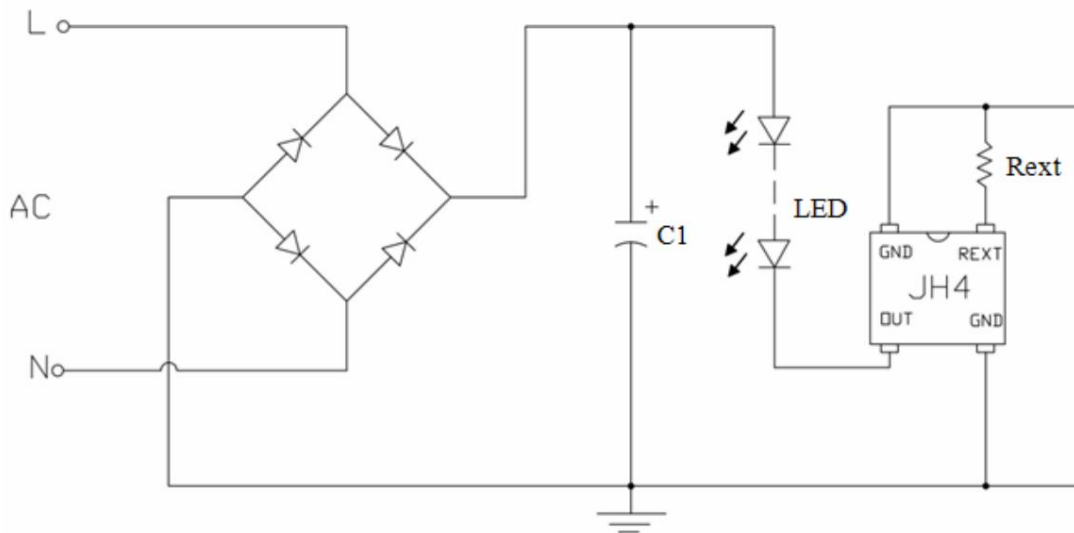 L
AC
N
+
C1
LED
Rext
GND REXT
JH4
OUT GND